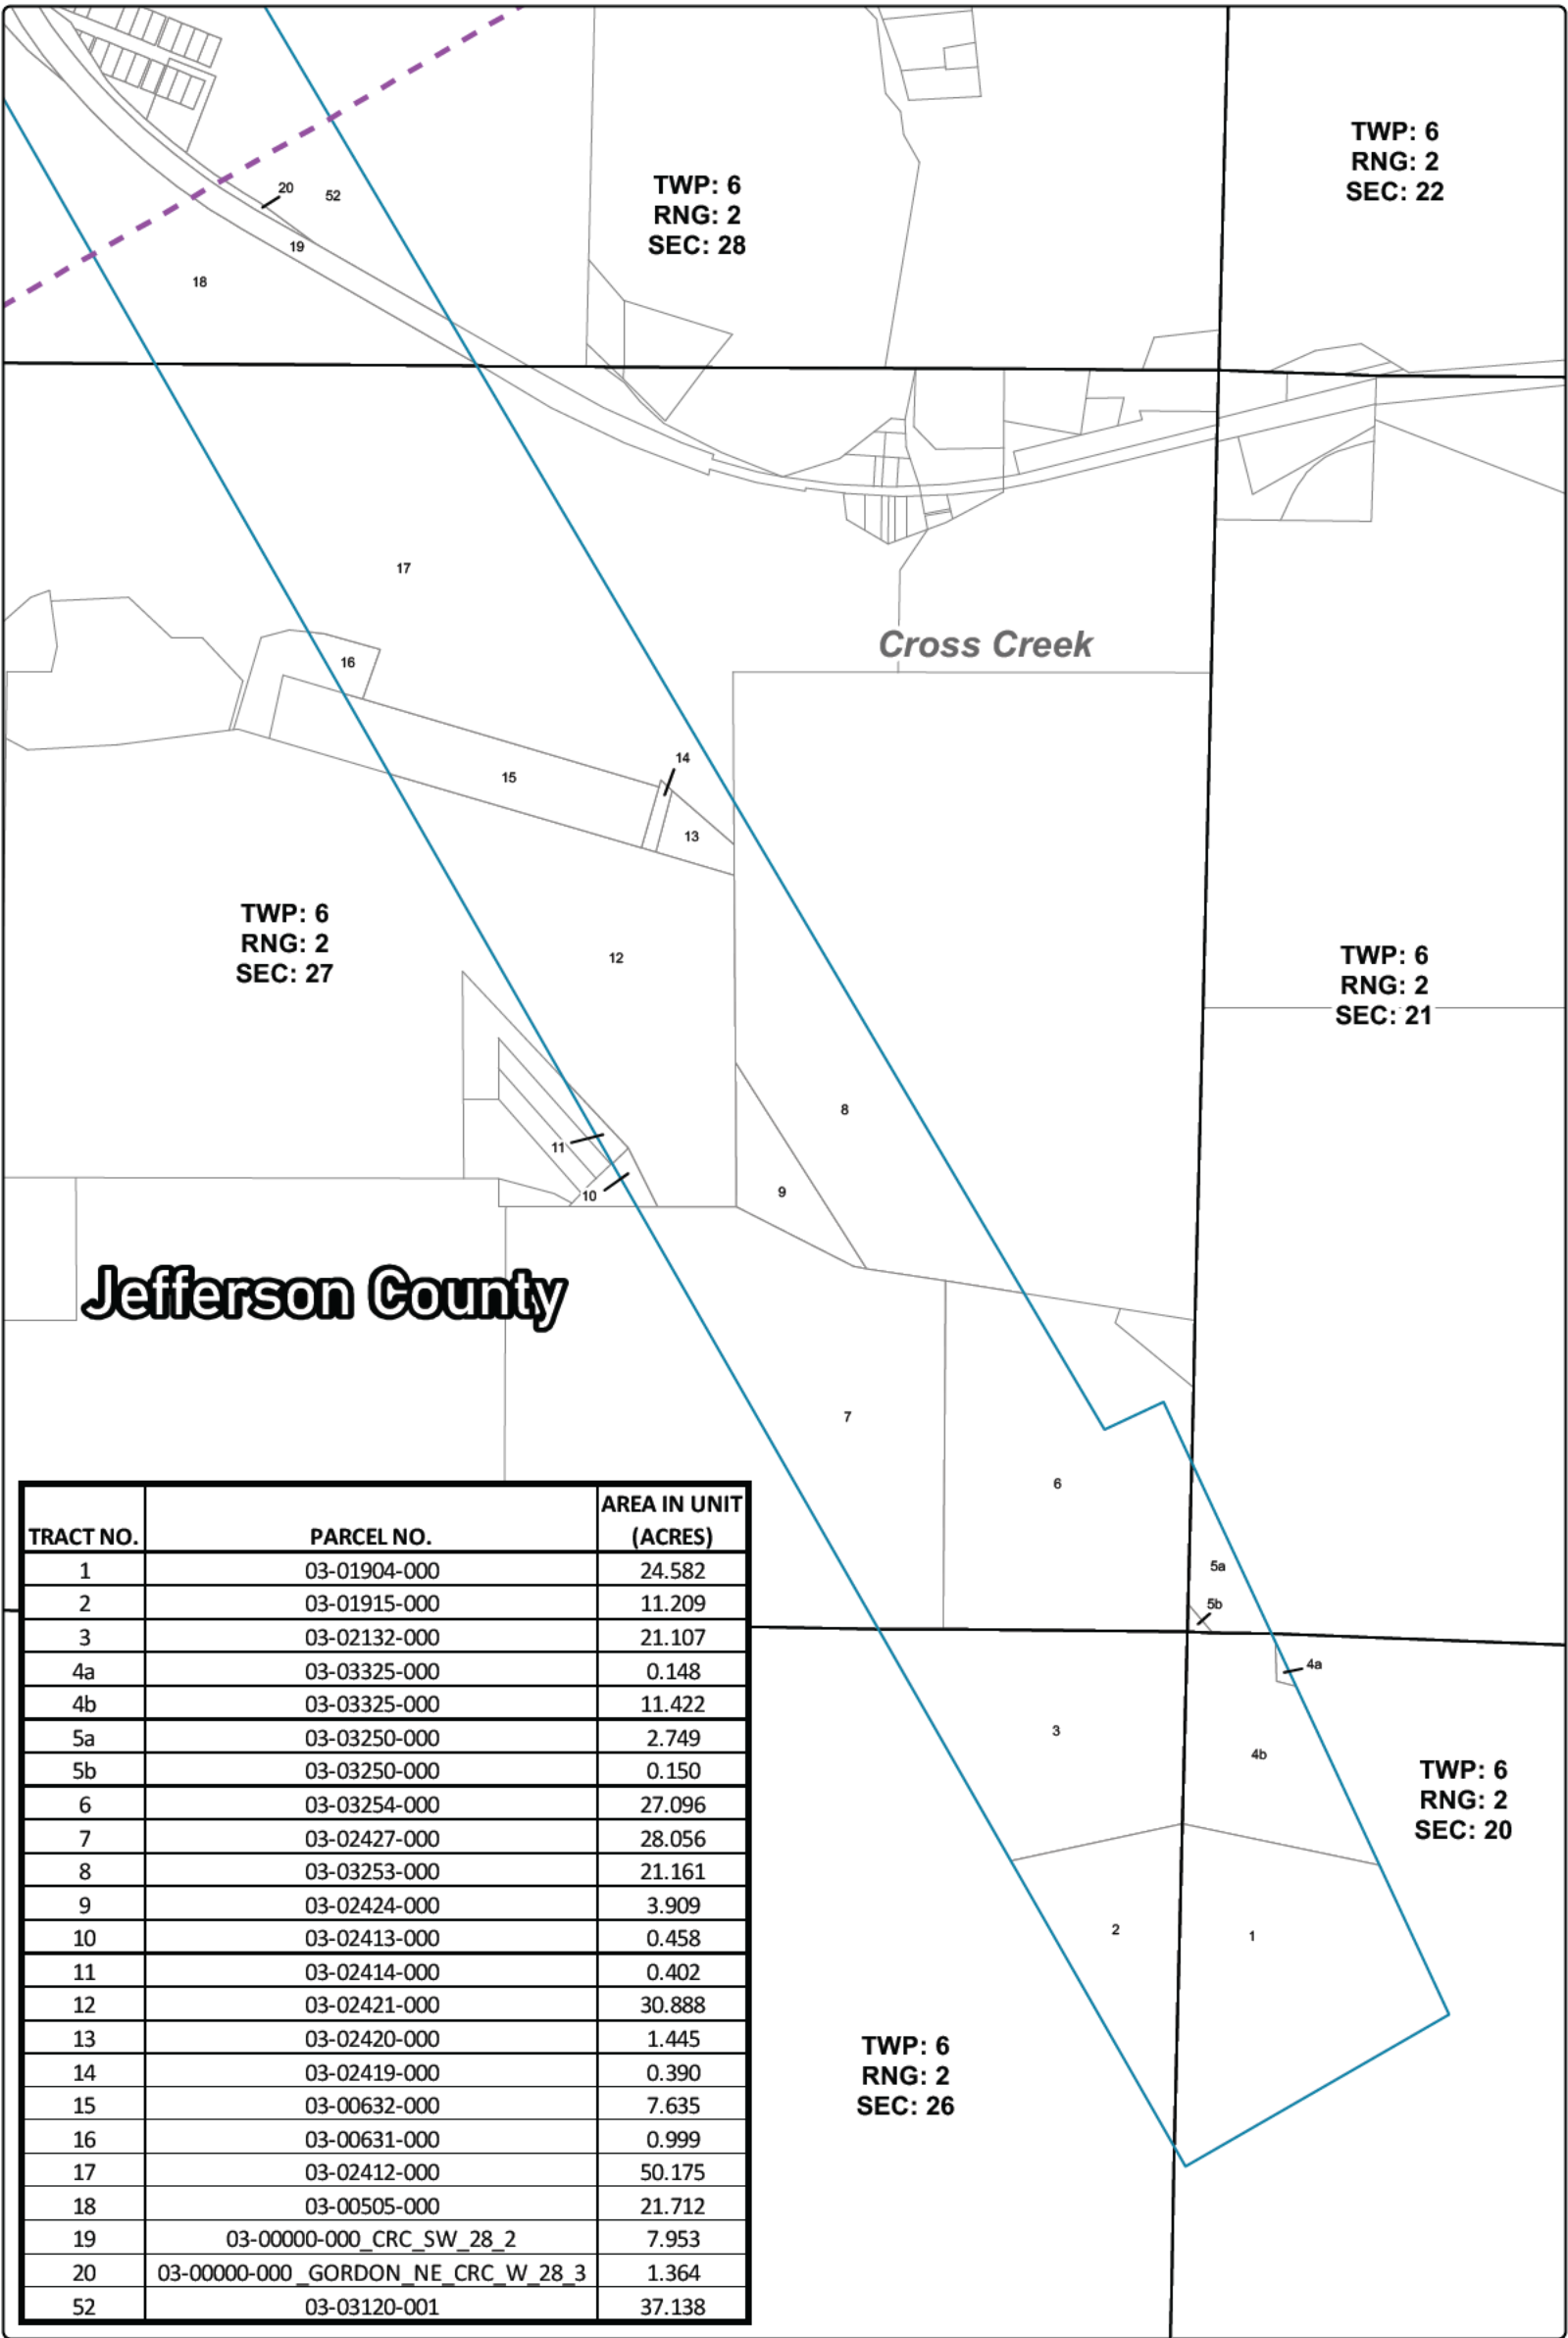 TWP: 6
RNG: 2
SEC: 22
TWP: 6
RNG: 2
SEC: 28
20
52
19
18
17
Cross Creek
16
14
15
13
TWP: 6
RNG: 2
SEC: 27
12
TWP: 6
RNG: 2
SEC: 21
8
11
9
10
Jefferson County
7
6
5a
5b
4a
3
4b
TWP: 6
RNG: 2
SEC: 20
2
1
TWP: 6
RNG: 2
SEC: 26
TRACT NO. PARCEL NO. AREA IN UNIT (ACRES)
1 03-01904-000 24.582
2 03-01915-000 11.209
3 03-02132-000 21.107
4a 03-03325-000 0.148
4b 03-03325-000 11.422
5a 03-03250-000 2.749
5b 03-03250-000 0.150
6 03-03254-000 27.096
7 03-02427-000 28.056
8 03-03253-000 21.161
9 03-02424-000 3.909
10 03-02413-000 0.458
11 03-02414-000 0.402
12 03-02421-000 30.888
13 03-02420-000 1.445
14 03-02419-000 0.390
15 03-00632-000 7.635
16 03-00631-000 0.999
17 03-02412-000 50.175
18 03-00505-000 21.712
19 03-00000-000_CRC_SW_28_2 7.953
20 03-00000-000_GORDON_NE_CRC_W_28_3 1.364
52 03-03120-001 37.138